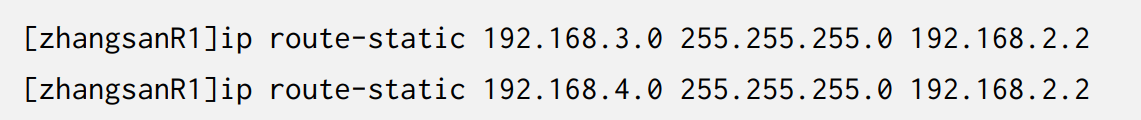 [zhangsanR1]ip route-static 192.168.3.0 255.255.255.0 192.168.2.2
[zhangsanR1]ip route-static 192.168.4.0 255.255.255.0 192.168.2.2